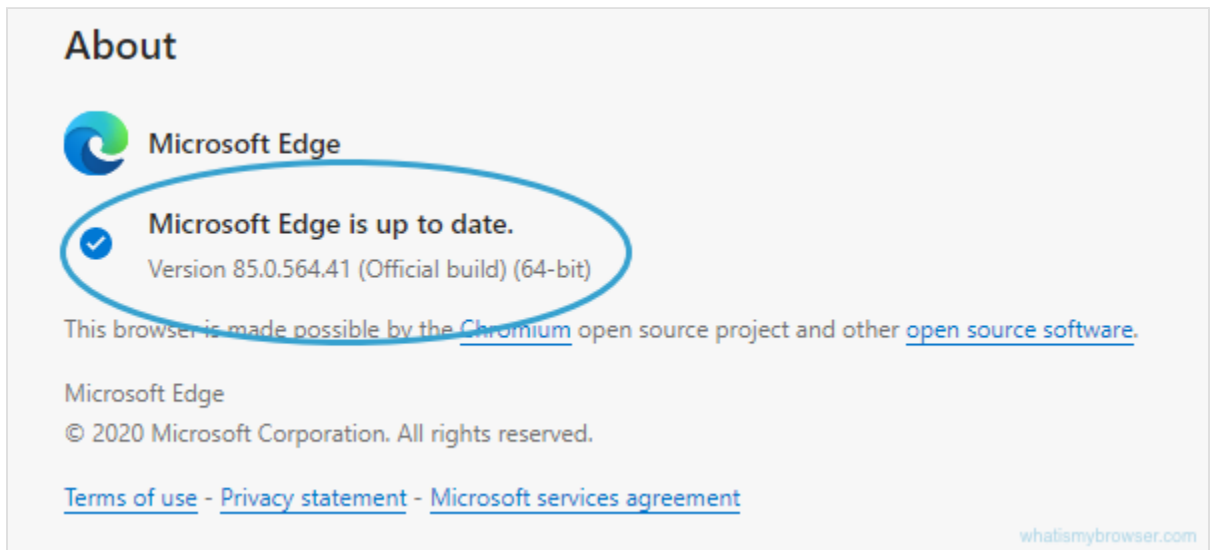 About
Microsoft Edge
Microsoft Edge is up to date.
Version 85.0.564.41 (Official build) (64-bit)
This browser is made possible by the Chromium open source project and other open source software.
Microsoft Edge
© 2020 Microsoft Corporation. All rights reserved.
Terms of use - Privacy statement - Microsoft services agreement
whatismybrowser.com